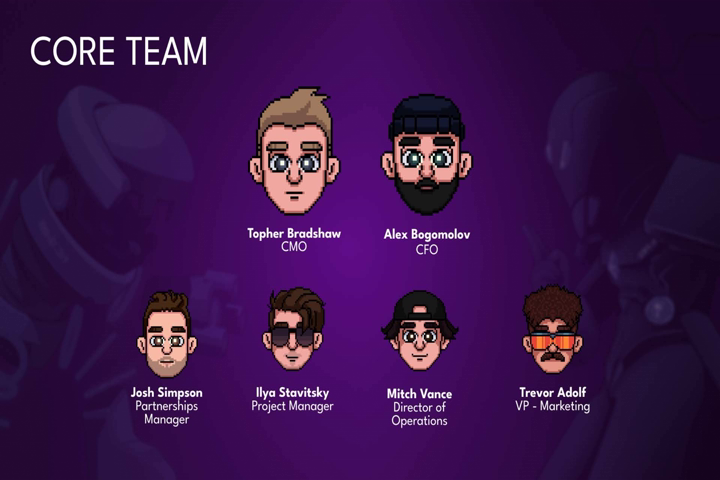 CORE TEAM
Topher Bradshaw
CMO
Alex Bogomolov
CFO
Josh Simpson
Partnerships
Manager
Ilya Stavitsky
Project Manager
Mitch Vance
Director of
Operations
Trevor Adolf
VP - Marketing